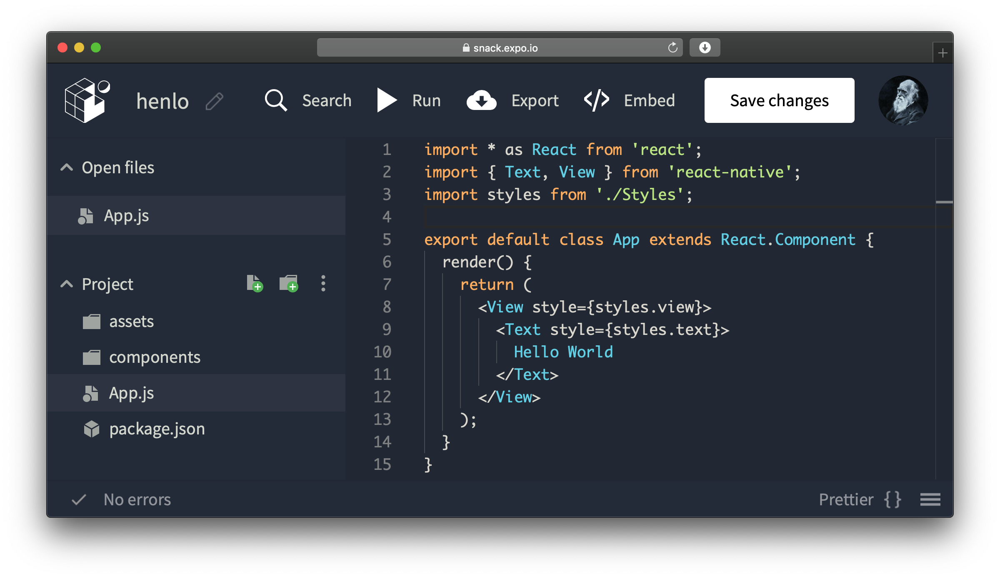 snack.expo.io
henlo
Search
Run
Export
Embed
Save changes
Open files
App.js
Project
assets
components
App.js
package.json
1 import * as React from 'react';
2 import { Text, View } from 'react-native';
3 import styles from './Styles';
4
5 export default class App extends React.Component {
6   render() {
7     return (
8       <View style={styles.view}>
9         <Text style={styles.text}>
10           Hello World
11         </Text>
12       </View>
13     );
14   }
15 }
No errors
Prettier {}